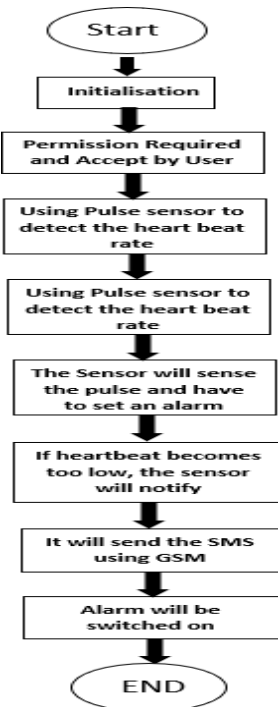 Start
Initialisation
Permission Required
and Accept by User
Using Pulse sensor to
detect the heart beat
rate
Using Pulse sensor to
detect the heart beat
rate
The Sensor will sense
the pulse and have
to set an alarm
If heartbeat becomes
too low, the sensor
will notify
It will send the SMS
using GSM
Alarm will be
switched on
END